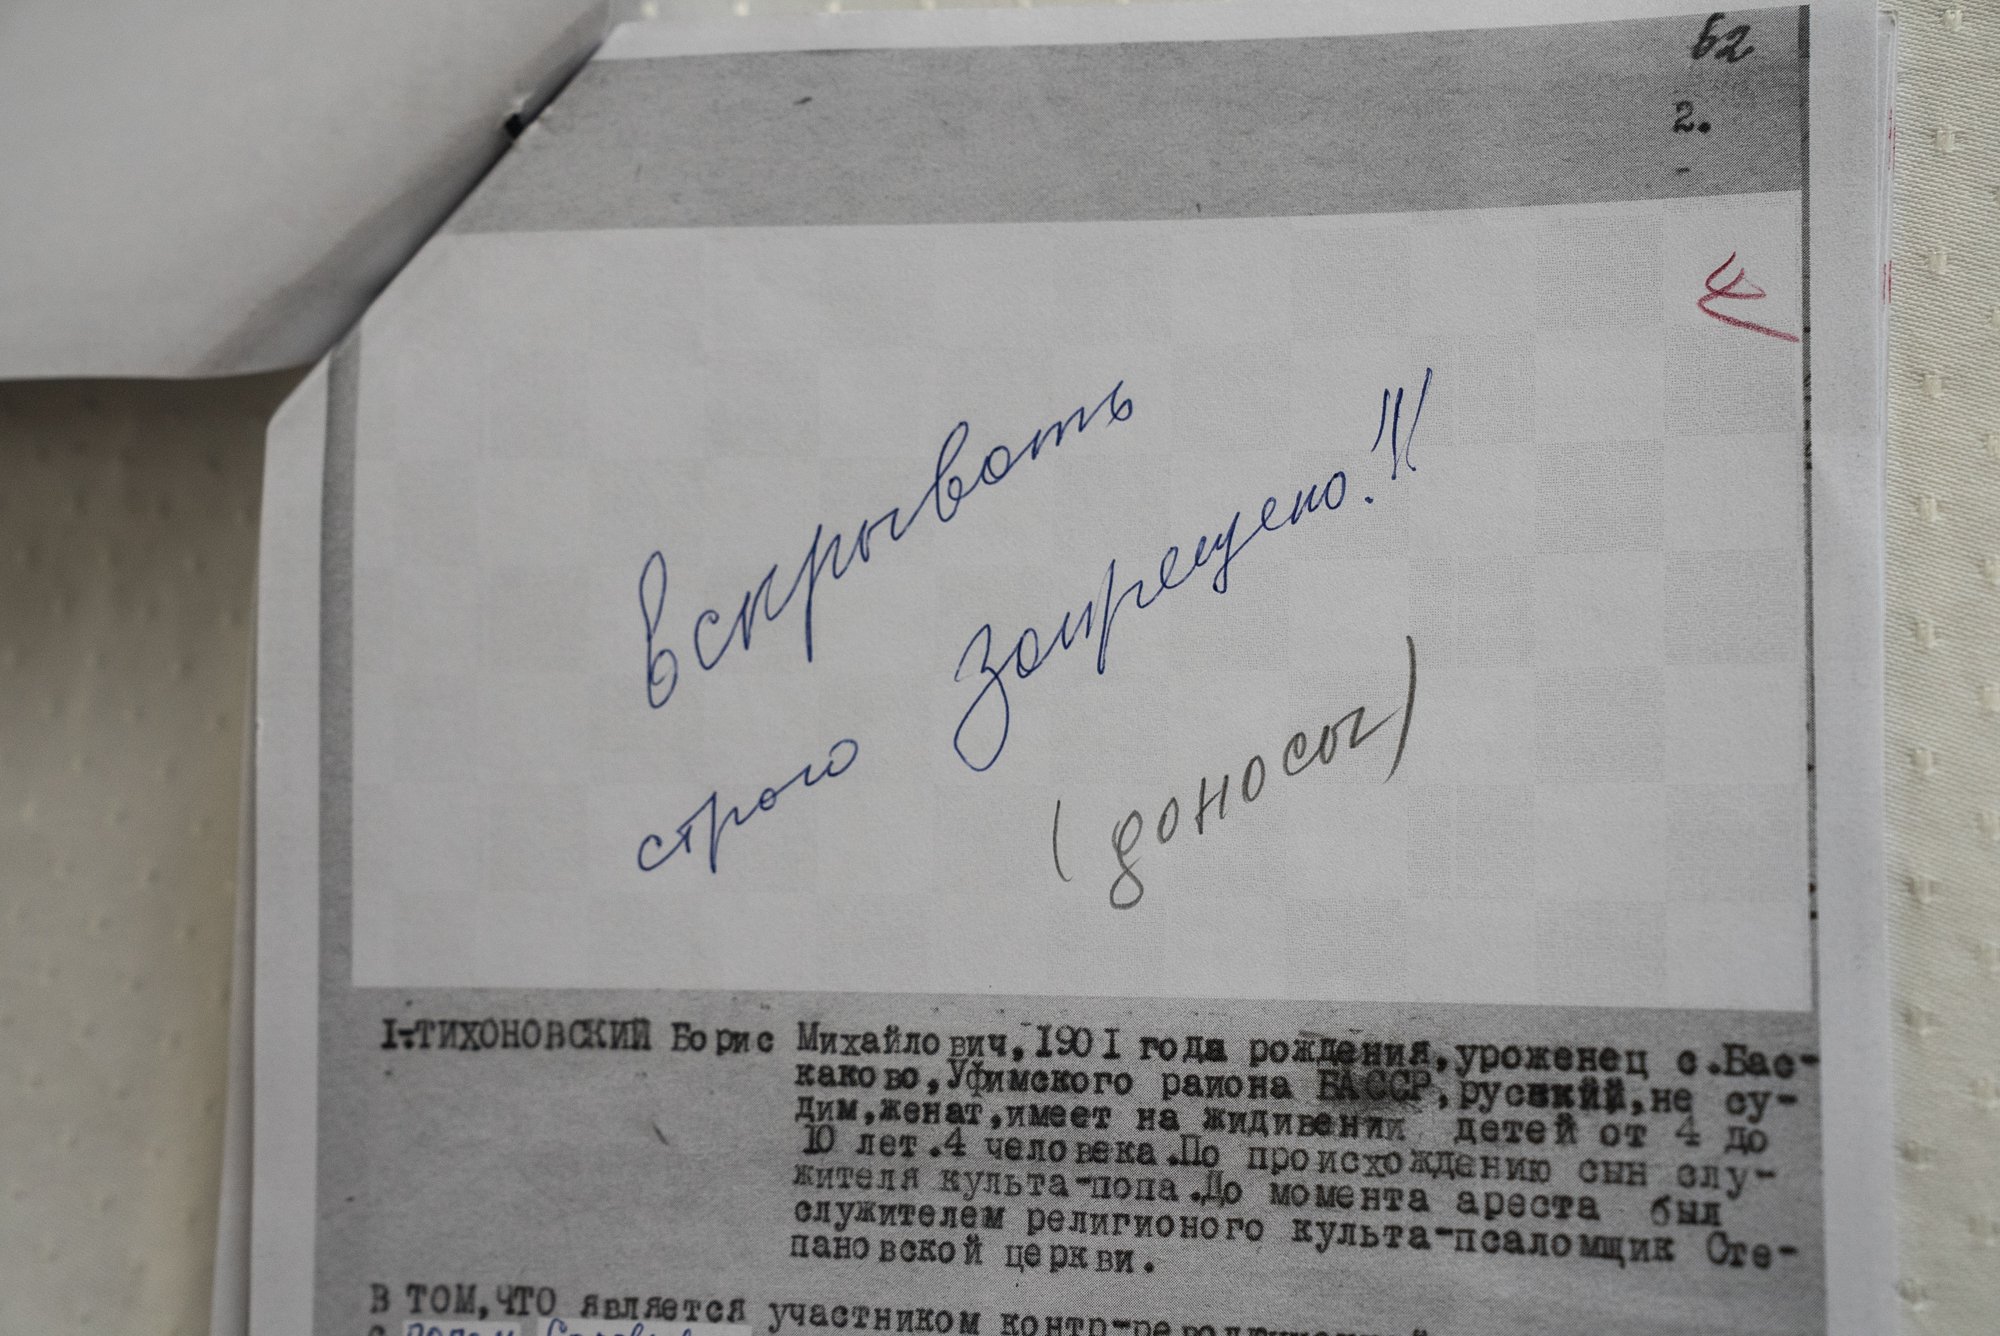 62
2.
-
вскрывать
строго запрещено!!!
(доносы)
I.ТИХОНОВСКИЙ Борис Михайлович, 1901 года рождения, уроженец с.Бас-
каково, Уфимского района БАССР, русский, не су-
дим, женат, имеет на жидивении детей от 4 до
10 лет.4 человека.По происхождению сын слу-
жителя культа-попа.До момента ареста был
служителем религионого культа-псаломщик Сте-
пановской церкви.
В ТОМ, ЧТО является участником контр-революционной